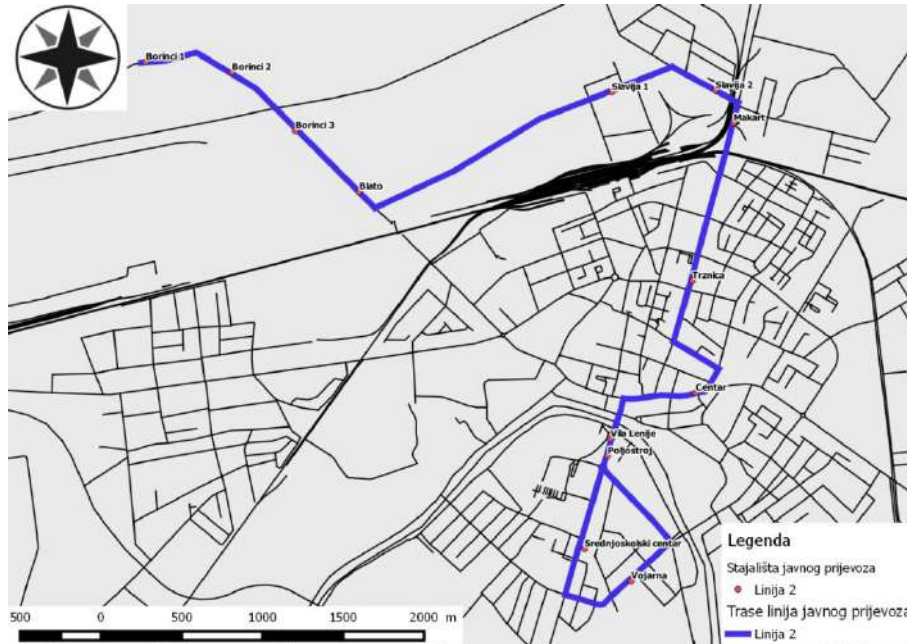 Borinci 1
Borinci 2
Borinci 3
Blato
Slavija 1
Slavija 2
Makart
Trznica
Centar
Vila Lenije
Poljostroj
Srednjoskolski centar
Vojarna
Legenda
Stajališta javnog prijevoza
Linija 2
Trase linija javnog prijevoza
Linija 2
500 0 500 1000 1500 2000 m